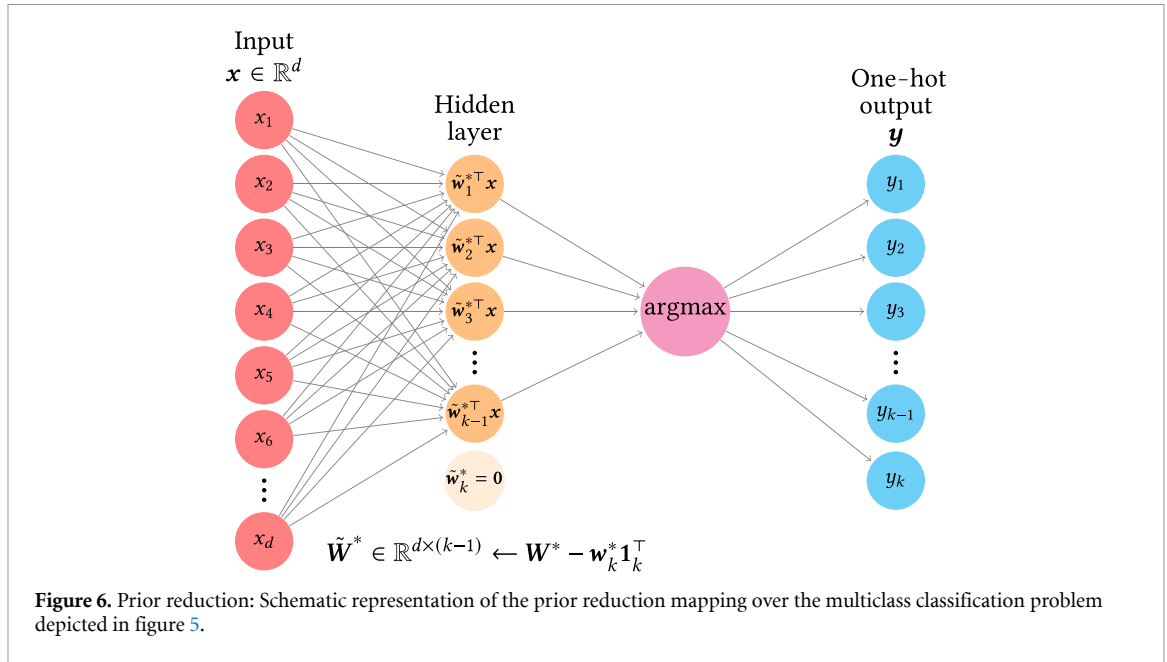 Input
x ∈ ℝ^d
x_1
x_2
x_3
x_4
x_5
x_6
⋮
x_d
Hidden
layer
w̃_1^{*⊤} x
w̃_2^{*⊤} x
w̃_3^{*⊤} x
⋮
w̃_{k−1}^{*⊤} x
w̃_k^* = 0
W̃^* ∈ ℝ^{d×(k−1)} ← W^* − w_k^* 1_k^⊤
argmax
One-hot
output
y
y_1
y_2
y_3
⋮
y_{k−1}
y_k
Figure 6. Prior reduction: Schematic representation of the prior reduction mapping over the multiclass classification problem
depicted in figure 5.